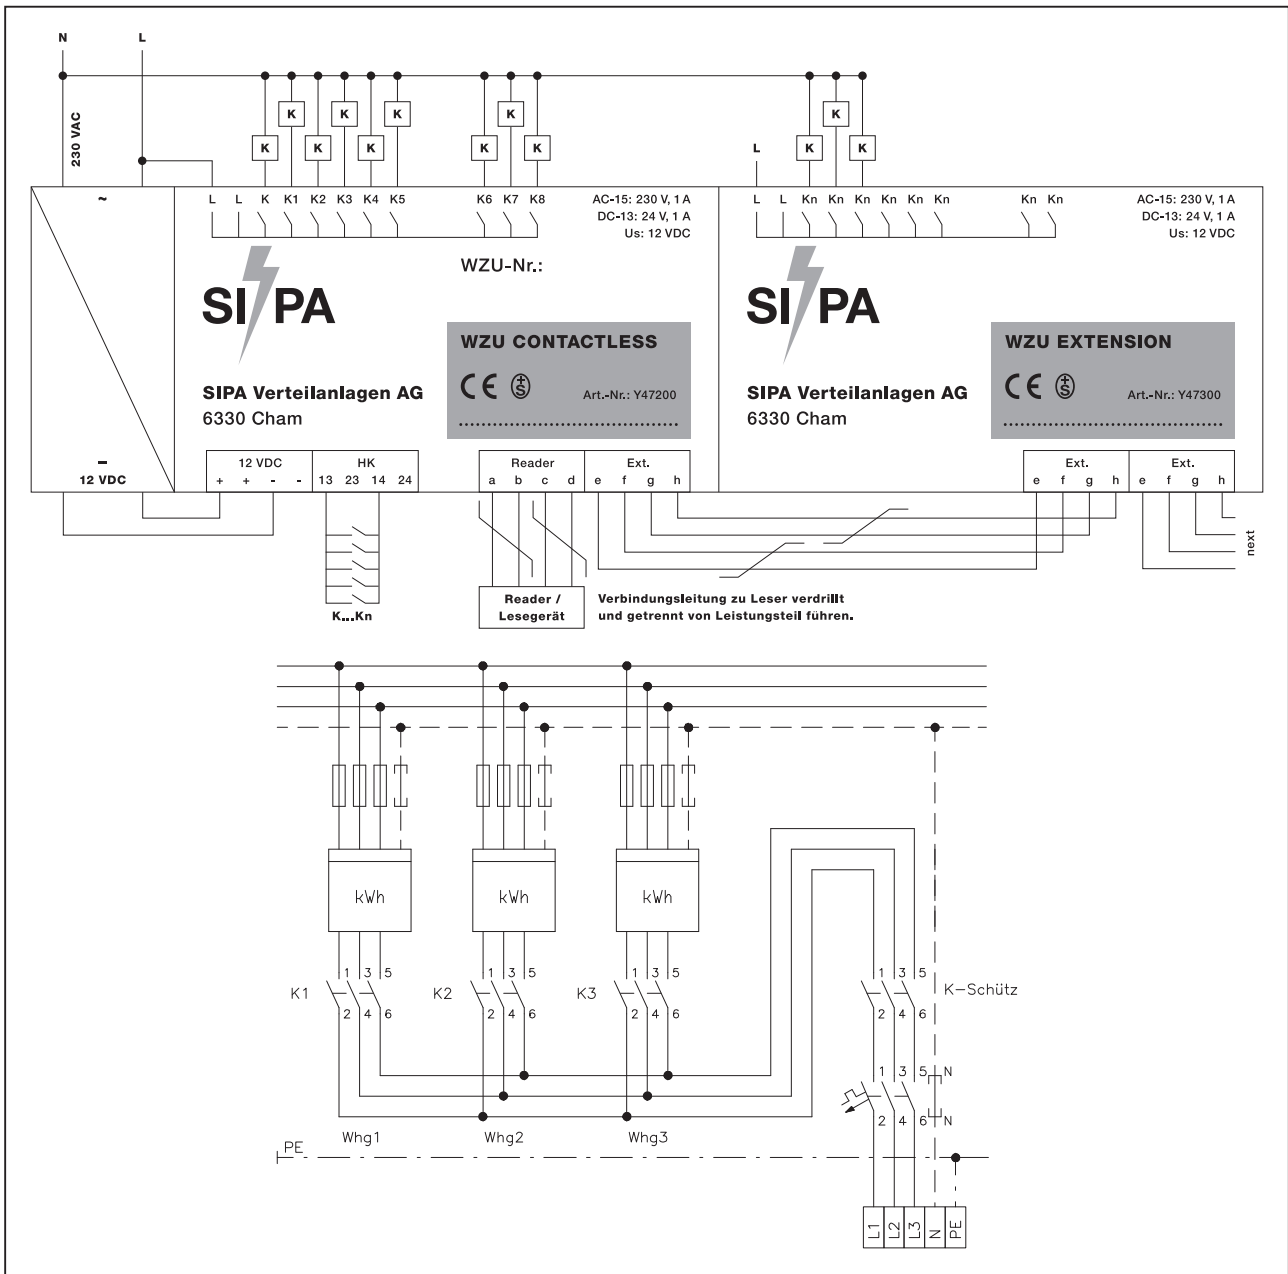 N L
230 VAC
K K K
K K K
K
K K
K
L K K
~
L L K K1 K2 K3 K4 K5 K6 K7 K8
AC-15: 230 V, 1 A
DC-13: 24 V, 1 A
Us: 12 VDC
L L Kn Kn Kn Kn Kn Kn Kn Kn
AC-15: 230 V, 1 A
DC-13: 24 V, 1 A
Us: 12 VDC
WZU-Nr.:
SIPA
SIPA
WZU CONTACTLESS
CE +S
Art.-Nr.: Y47200
WZU EXTENSION
CE +S
Art.-Nr.: Y47300
SIPA Verteilanlagen AG
6330 Cham
SIPA Verteilanlagen AG
6330 Cham
–
12 VDC
12 VDC
+ + - -
HK
13 23 14 24
Reader
a b c d
Ext.
e f g h
Ext.
e f g h
Ext.
e f g h
next
K...Kn
Reader /
Lesegerät
Verbindungsleitung zu Leser verdrillt
und getrennt von Leistungsteil führen.
kWh kWh kWh
K1 1 3 5
2 4 6
K2 1 3 5
2 4 6
K3 1 3 5
2 4 6
1 3 5
K-Schütz
2 4 6
1 3 5 N
2 4 6 N
Whg1 Whg2 Whg3
PE
L1 L2 L3 N PE